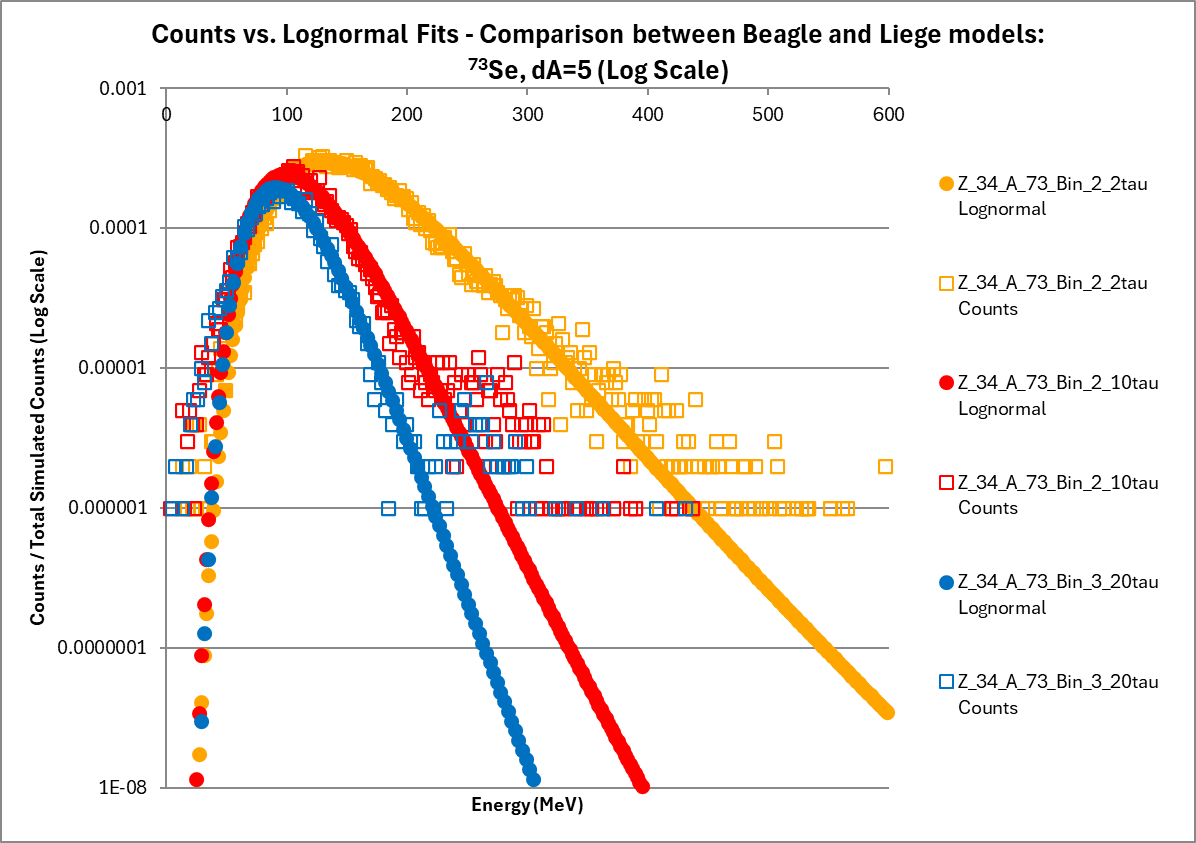 Counts vs. Lognormal Fits - Comparison between Beagle and Liege models:
⁷³Se, dA=5 (Log Scale)
0.001
0 100 200 300 400 500 600
0.0001
0.00001
0.000001
0.0000001
1E-08
Counts / Total Simulated Counts (Log Scale)
Energy (MeV)
Z_34_A_73_Bin_2_2tau
Lognormal
Z_34_A_73_Bin_2_2tau
Counts
Z_34_A_73_Bin_2_10tau
Lognormal
Z_34_A_73_Bin_2_10tau
Counts
Z_34_A_73_Bin_3_20tau
Lognormal
Z_34_A_73_Bin_3_20tau
Counts